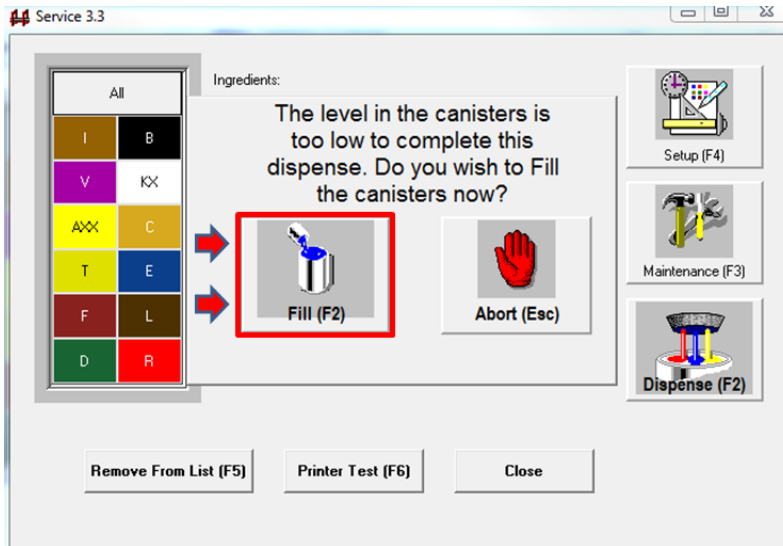 Service 3.3
All
I
B
V
KX
AXX
C
T
E
F
L
D
R
Ingredients:
The level in the canisters is
too low to complete this
dispense. Do you wish to Fill
the canisters now?
Fill (F2)
Abort (Esc)
Setup (F4)
Maintenance (F3)
Dispense (F2)
Remove From List (F5)
Printer Test (F6)
Close